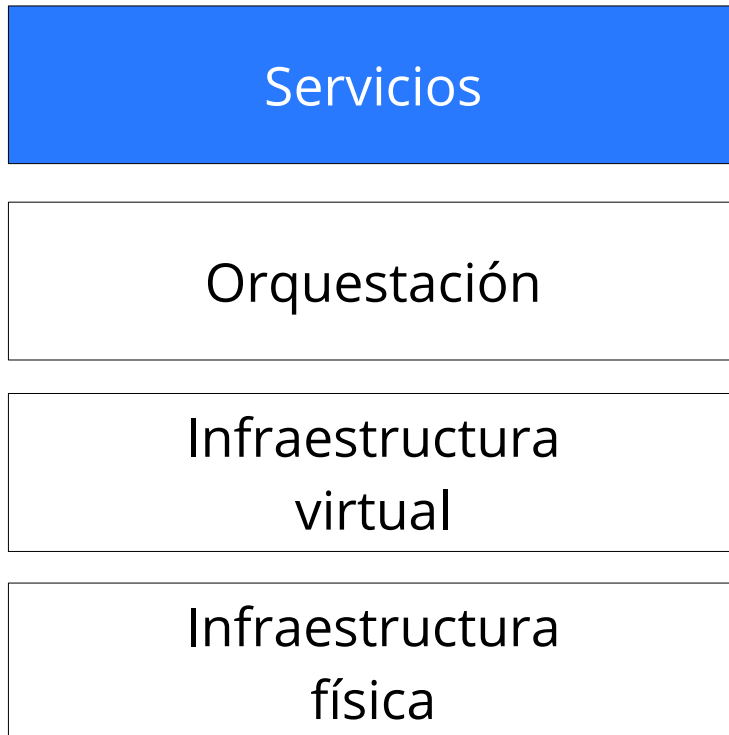 Servicios
Orquestación
Infraestructura
virtual
Infraestructura
física